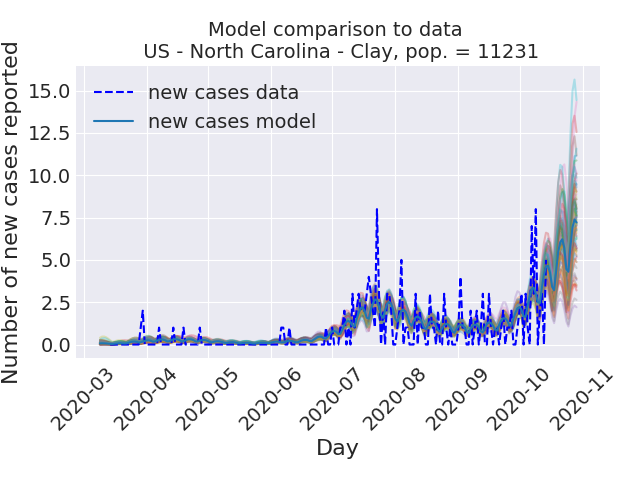 Model comparison to data
US - North Carolina - Clay, pop. = 11231
Number of new cases reported
15.0
12.5
10.0
7.5
5.0
2.5
0.0
new cases data
new cases model
2020-03
2020-04
2020-05
2020-06
2020-07
2020-08
2020-09
2020-10
2020-11
Day